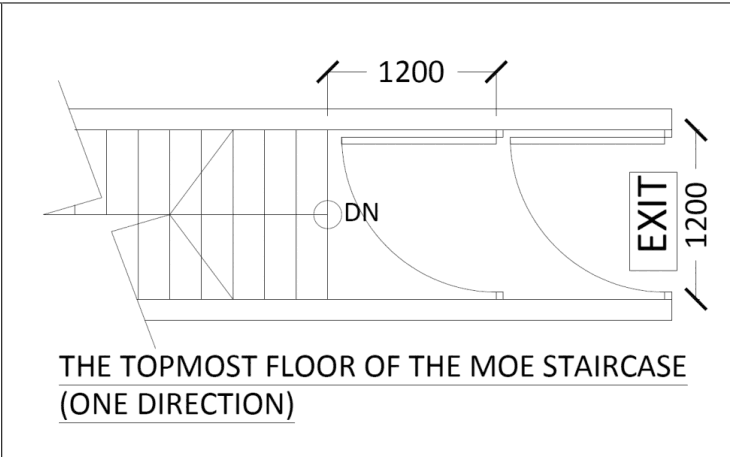 1200
DN
EXIT
1200
THE TOPMOST FLOOR OF THE MOE STAIRCASE
(ONE DIRECTION)